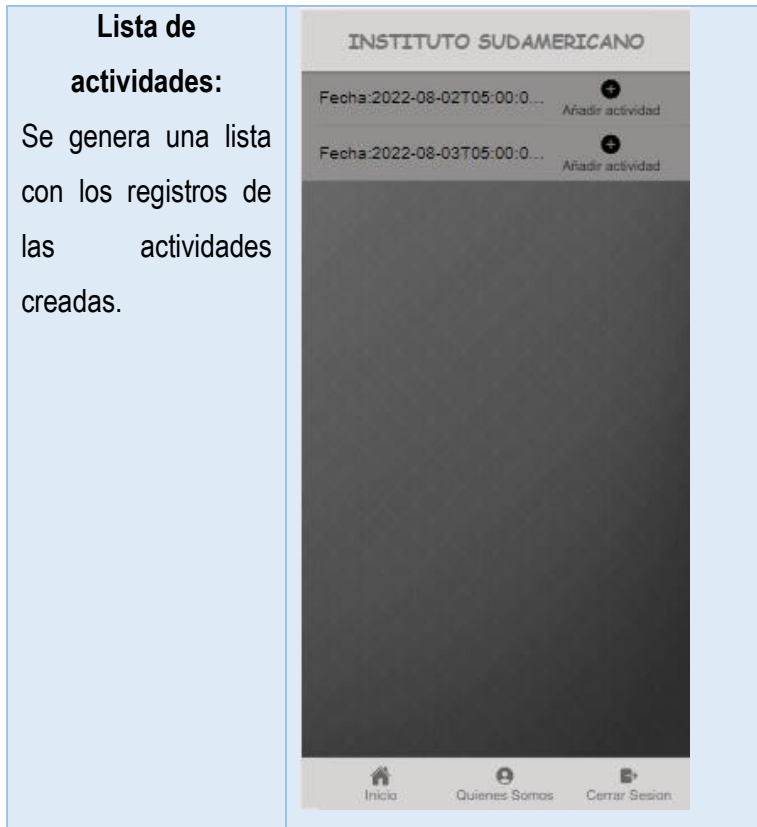 Lista de
actividades:
Se genera una lista
con los registros de
las actividades
creadas.
INSTITUTO SUDAMERICANO
Fecha:2022-08-02T05:00:0...
Añadir actividad
Fecha:2022-08-03T05:00:0...
Añadir actividad
Inicio
Quienes Somos
Cerrar Sesion